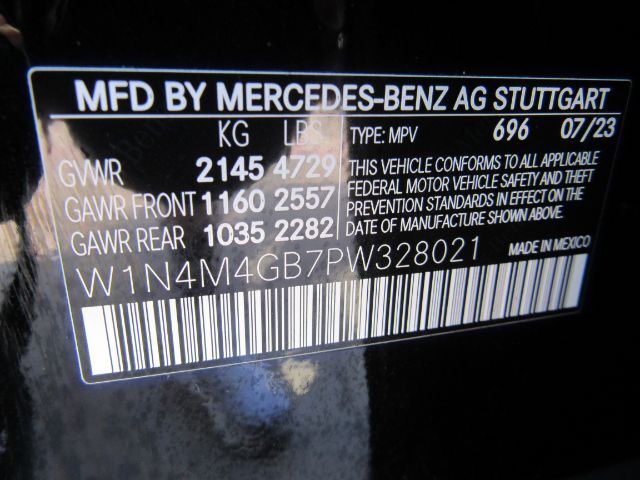 MFD BY MERCEDES-BENZ AG STUTTGART
KG LBS TYPE: MPV 696 07/23
GVWR 2145 4729
GAWR FRONT 1160 2557
GAWR REAR 1035 2282
THIS VEHICLE CONFORMS TO ALL APPLICABLE
FEDERAL MOTOR VEHICLE SAFETY AND THEFT
PREVENTION STANDARDS IN EFFECT ON THE
DATE OF MANUFACTURE SHOWN ABOVE.
W1N4M4GB7PW328021 MADE IN MEXICO